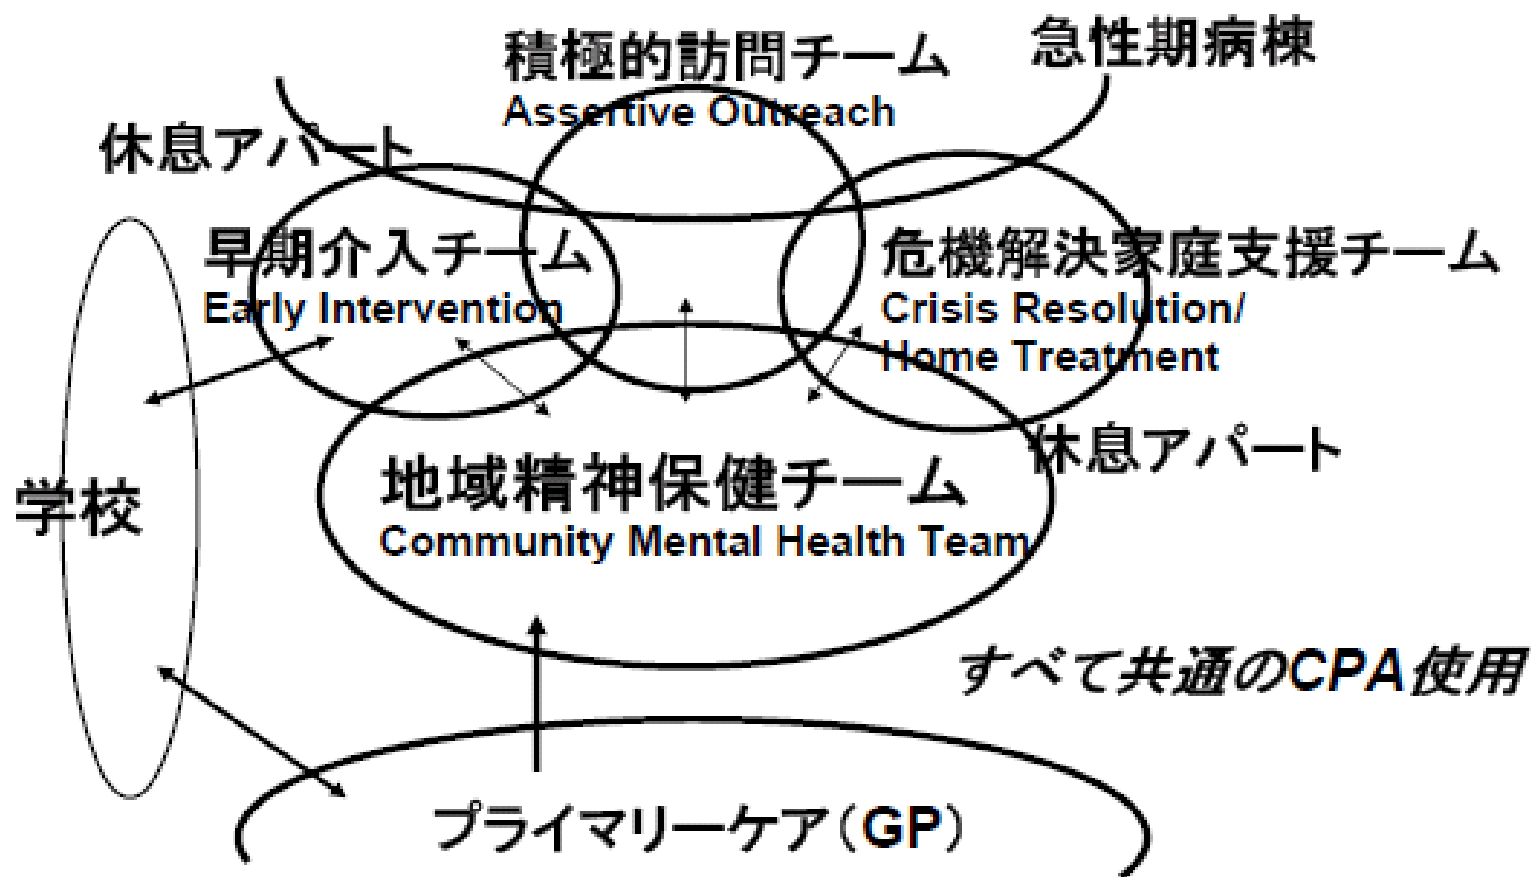 積極的訪問チーム
Assertive Outreach
急性期病棟
休息アパート
早期介入チーム
Early Intervention
危機解決家庭支援チーム
Crisis Resolution/
Home Treatment
休息アパート
学校
地域精神保健チーム
Community Mental Health Team
すべて共通のCPA使用
プライマリーケア（GP）